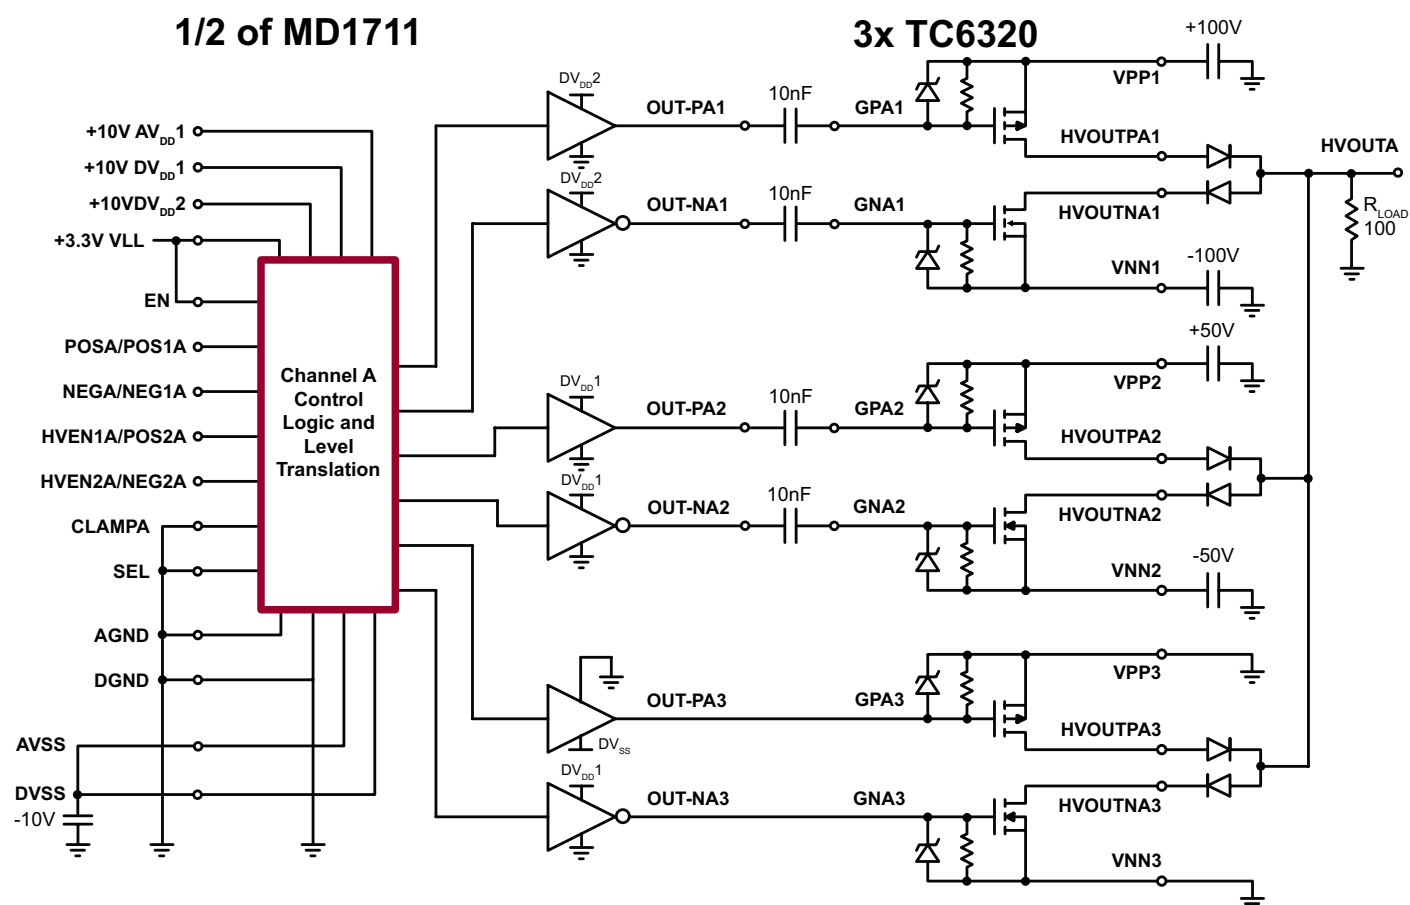 1/2 of MD1711
3x TC6320
+10V AVDD1
+10V DVDD1
+10VDVDD2
+3.3V VLL
EN
POSA/POS1A
NEGA/NEG1A
HVEN1A/POS2A
HVEN2A/NEG2A
CLAMPA
SEL
AGND
DGND
AVSS
DVSS
-10V
Channel A
Control
Logic and
Level
Translation
DVDD2
OUT-PA1
10nF
GPA1
+100V
VPP1
HVOUTPA1
DVDD2
OUT-NA1
10nF
GNA1
HVOUTNA1
VNN1
-100V
HVOUTA
RLOAD
100
DVDD1
OUT-PA2
10nF
GPA2
+50V
VPP2
HVOUTPA2
DVDD1
OUT-NA2
10nF
GNA2
HVOUTNA2
VNN2
-50V
DVSS
OUT-PA3
GPA3
VPP3
HVOUTPA3
DVDD1
OUT-NA3
GNA3
HVOUTNA3
VNN3